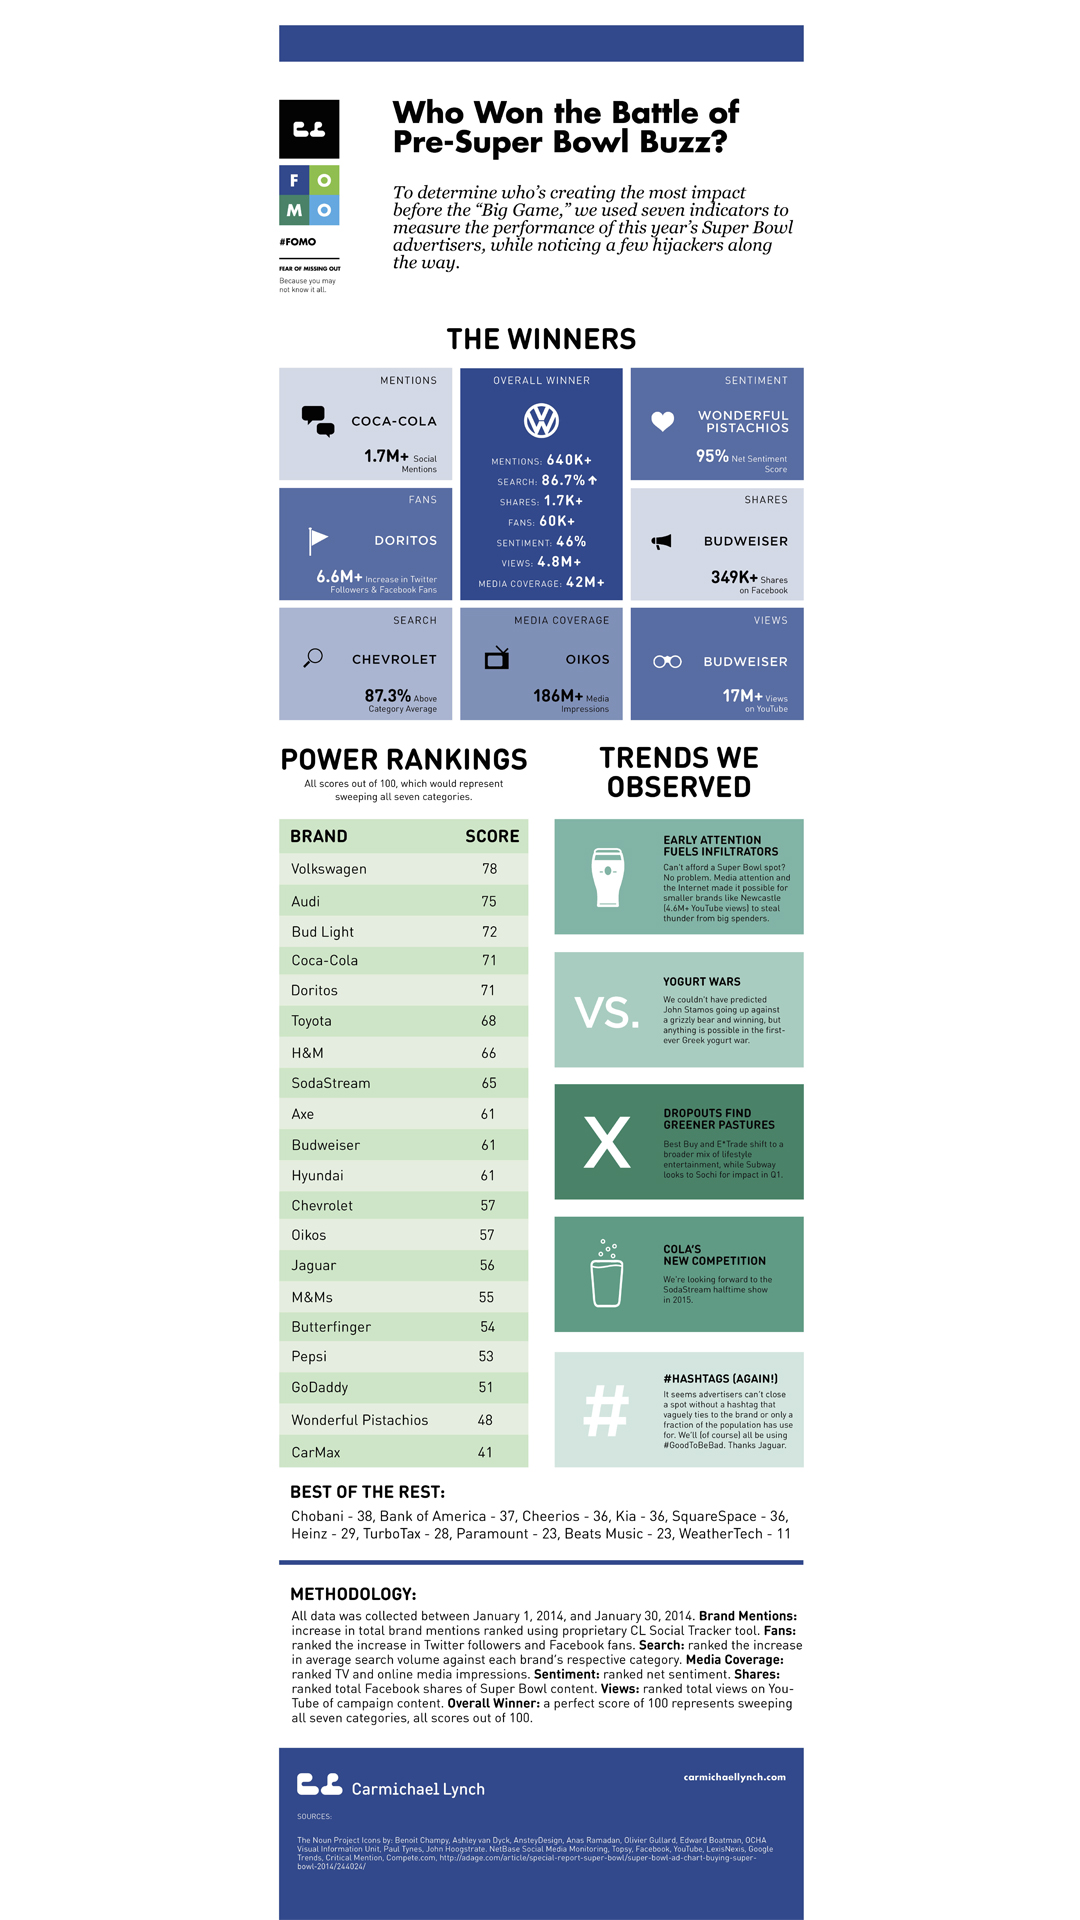 Who Won the Battle of
Pre-Super Bowl Buzz?
To determine who's creating the most impact
before the “Big Game,” we used seven indicators to
measure the performance of this year's Super Bowl
advertisers, while noticing a few hijackers along
the way.
F O
M O
#FOMO
FEAR OF MISSING OUT
Because you may
not know it all.
THE WINNERS
MENTIONS
COCA-COLA
1.7M+ Social
Mentions
OVERALL WINNER
MENTIONS: 640K+
SEARCH: 86.7%
SHARES: 1.7K+
FANS: 60K+
SENTIMENT: 46%
VIEWS: 4.8M+
MEDIA COVERAGE: 42M+
SENTIMENT
WONDERFUL
PISTACHIOS
95% Net Sentiment
Score
FANS
DORITOS
6.6M+ Increase in Twitter
Followers & Facebook Fans
SHARES
BUDWEISER
349K+ Shares
on Facebook
SEARCH
CHEVROLET
87.3% Above
Category Average
MEDIA COVERAGE
OIKOS
186M+ Media
Impressions
VIEWS
BUDWEISER
17M+ Views
on YouTube
POWER RANKINGS
All scores out of 100, which would represent
sweeping all seven categories.
BRAND SCORE
Volkswagen 78
Audi 75
Bud Light 72
Coca-Cola 71
Doritos 71
Toyota 68
H&M 66
SodaStream 65
Axe 61
Budweiser 61
Hyundai 61
Chevrolet 57
Oikos 57
Jaguar 56
M&Ms 55
Butterfinger 54
Pepsi 53
GoDaddy 51
Wonderful Pistachios 48
CarMax 41
TRENDS WE
OBSERVED
EARLY ATTENTION
FUELS INFILTRATORS
Can't afford a Super Bowl spot?
No problem. Media attention and
the Internet made it possible for
smaller brands like Newcastle
(4.6M+ YouTube views) to steal
thunder from big spenders.
VS.
YOGURT WARS
We couldn't have predicted
John Stamos going up against
a grizzly bear and winning, but
anything is possible in the first-
ever Greek yogurt war.
X
DROPOUTS FIND
GREENER PASTURES
Best Buy and E*Trade shift to a
broader mix of lifestyle
entertainment, while Subway
looks to Sochi for impact in Q1.
COLA'S
NEW COMPETITION
We're looking forward to the
SodaStream halftime show
in 2015.
#
#HASHTAGS (AGAIN!)
It seems advertisers can't close
a spot without a hashtag that
vaguely ties to the brand or only a
fraction of the population has use
for. We'll (of course) all be using
#GoodToBeBad. Thanks Jaguar.
BEST OF THE REST:
Chobani - 38, Bank of America - 37, Cheerios - 36, Kia - 36, SquareSpace - 36,
Heinz - 29, TurboTax - 28, Paramount - 23, Beats Music - 23, WeatherTech - 11
METHODOLOGY:
All data was collected between January 1, 2014, and January 30, 2014. Brand Mentions:
increase in total brand mentions ranked using proprietary CL Social Tracker tool. Fans:
ranked the increase in Twitter followers and Facebook fans. Search: ranked the increase
in average search volume against each brand's respective category. Media Coverage:
ranked TV and online media impressions. Sentiment: ranked net sentiment. Shares:
ranked total Facebook shares of Super Bowl content. Views: ranked total views on You-
Tube of campaign content. Overall Winner: a perfect score of 100 represents sweeping
all seven categories, all scores out of 100.
Carmichael Lynch
carmichaellynch.com
SOURCES:
The Noun Project Icons by: Benoit Champy, Ashley van Dyck, AnsteyDesign, Anas Ramadan, Olivier Gullard, Edward Boatman, OCHA
Visual Information Unit, Paul Tynes, John Hoogstrate. NetBase Social Media Monitoring, Topsy, Facebook, YouTube, LexisNexis, Google
Trends, Critical Mention, Compete.com, http://adage.com/article/special-report-super-bowl/super-bowl-ad-chart-buying-super-
bowl-2014/244024/